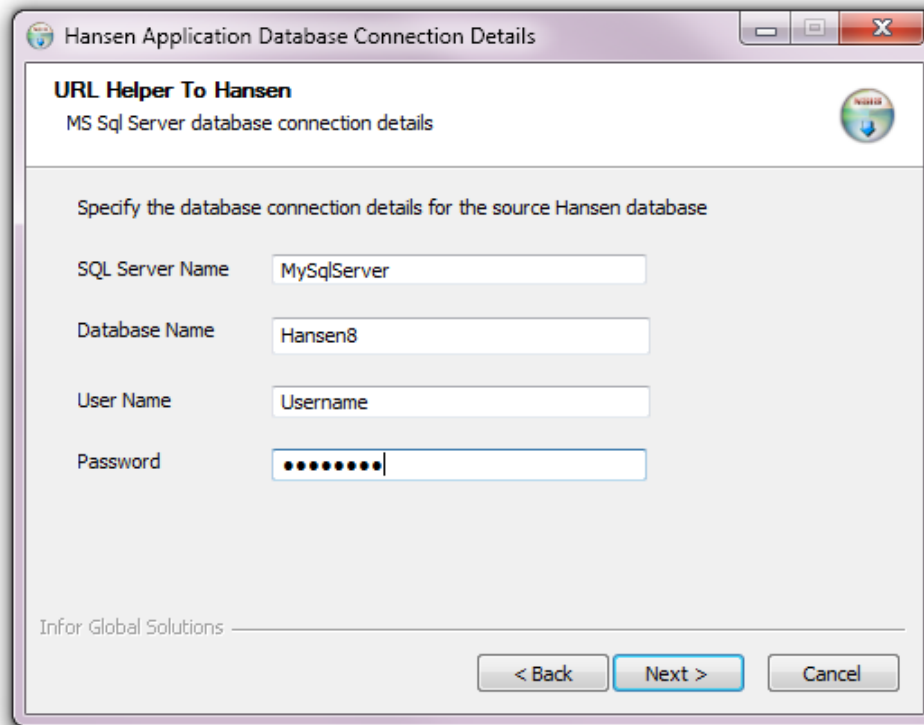 Hansen Application Database Connection Details
URL Helper To Hansen
MS Sql Server database connection details
Specify the database connection details for the source Hansen database
SQL Server Name MySqlServer
Database Name Hansen8
User Name Username
Password ••••••••
Infor Global Solutions
< Back Next > Cancel